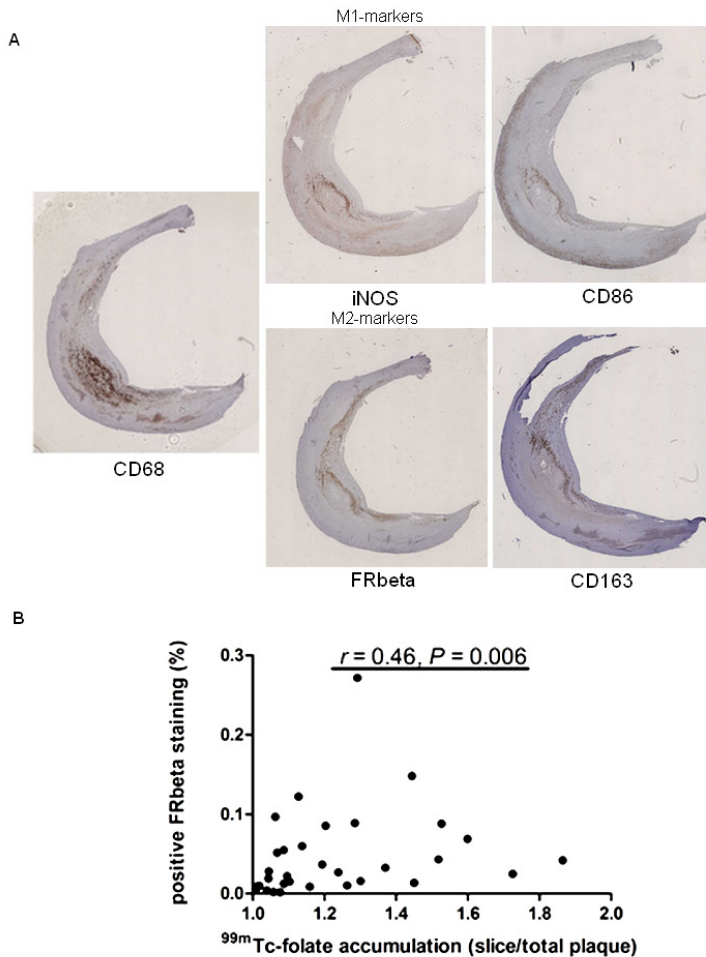 A
M1-markers
iNOS
CD86
M2-markers
CD68
FRbeta
CD163
B
r = 0.46, P = 0.006
positive FRbeta staining (%)
0.3
0.2
0.1
0.0
1.0 1.2 1.4 1.6 1.8 2.0
99mTc-folate accumulation (slice/total plaque)